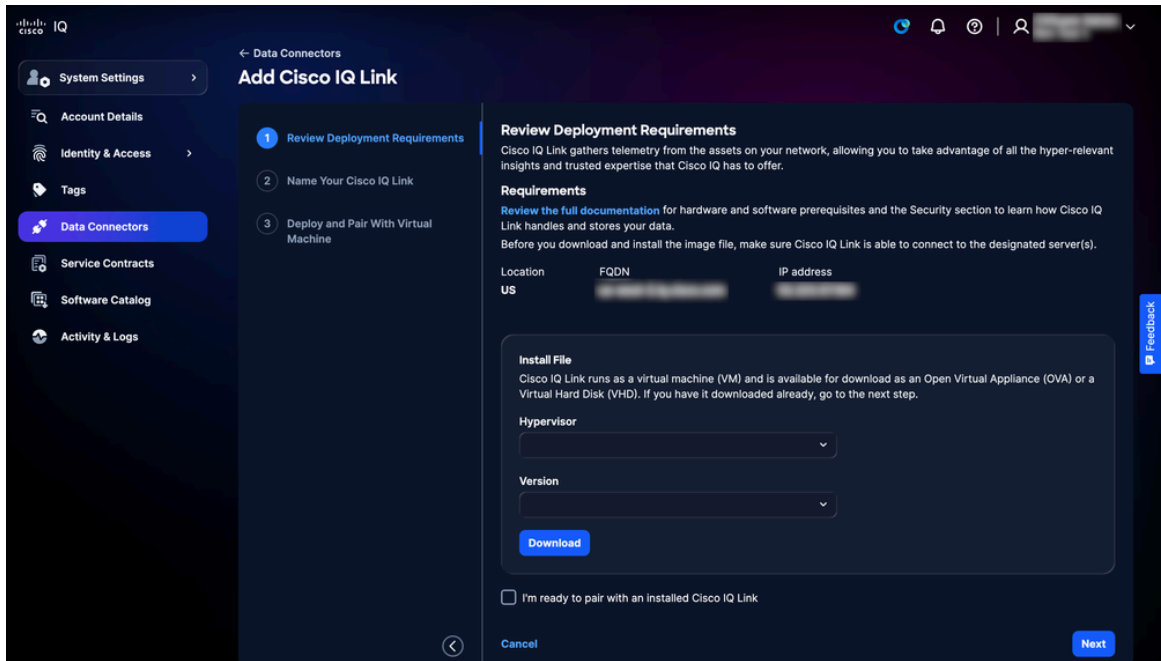 cisco IQ
← Data Connectors
Add Cisco IQ Link
System Settings
Account Details
Identity & Access
Tags
Data Connectors
Service Contracts
Software Catalog
Activity & Logs
1 Review Deployment Requirements
2 Name Your Cisco IQ Link
3 Deploy and Pair With Virtual
Machine
Review Deployment Requirements
Cisco IQ Link gathers telemetry from the assets on your network, allowing you to take advantage of all the hyper-relevant
insights and trusted expertise that Cisco IQ has to offer.
Requirements
Review the full documentation for hardware and software prerequisites and the Security section to learn how Cisco IQ
Link handles and stores your data.
Before you download and install the image file, make sure Cisco IQ Link is able to connect to the designated server(s).
Location FQDN IP address
US
Install File
Cisco IQ Link runs as a virtual machine (VM) and is available for download as an Open Virtual Appliance (OVA) or a
Virtual Hard Disk (VHD). If you have it downloaded already, go to the next step.
Hypervisor
Version
Download
I'm ready to pair with an installed Cisco IQ Link
Cancel Next
Feedback